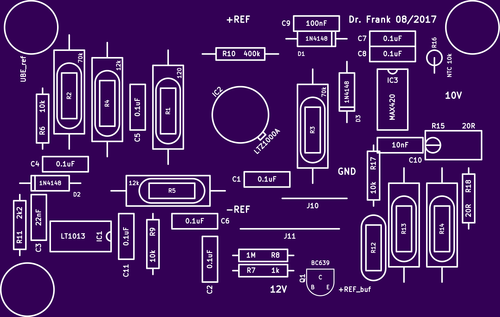 +REF
C9
100nF
Dr. Frank 08/2017
UBE_ref
1N4148
D1
C7
0.1uF
R10 400k
C8
0.1uF
R16
NTC 10k
R2
70k
R4
12k
R1
120
IC2
LTZ1000A
R3
70k
1N4148
D3
IC3
MAX420
10V
R6
10k
0.1uF
C5
R15
20R
10nF
C10
C4
0.1uF
GND
R17
10k
C1
0.1uF
1N4148
D2
12k
R5
R18
20R
J10
R11
2k2
C3
22nF
-REF
0.1uF
C6
R13
R14
LT1013
IC1
C11
0.1uF
R9
10k
J11
R12
C2
0.1uF
1M
R8
R7
1k
BC639
Q1
C
B
E
12V
+REF_buf